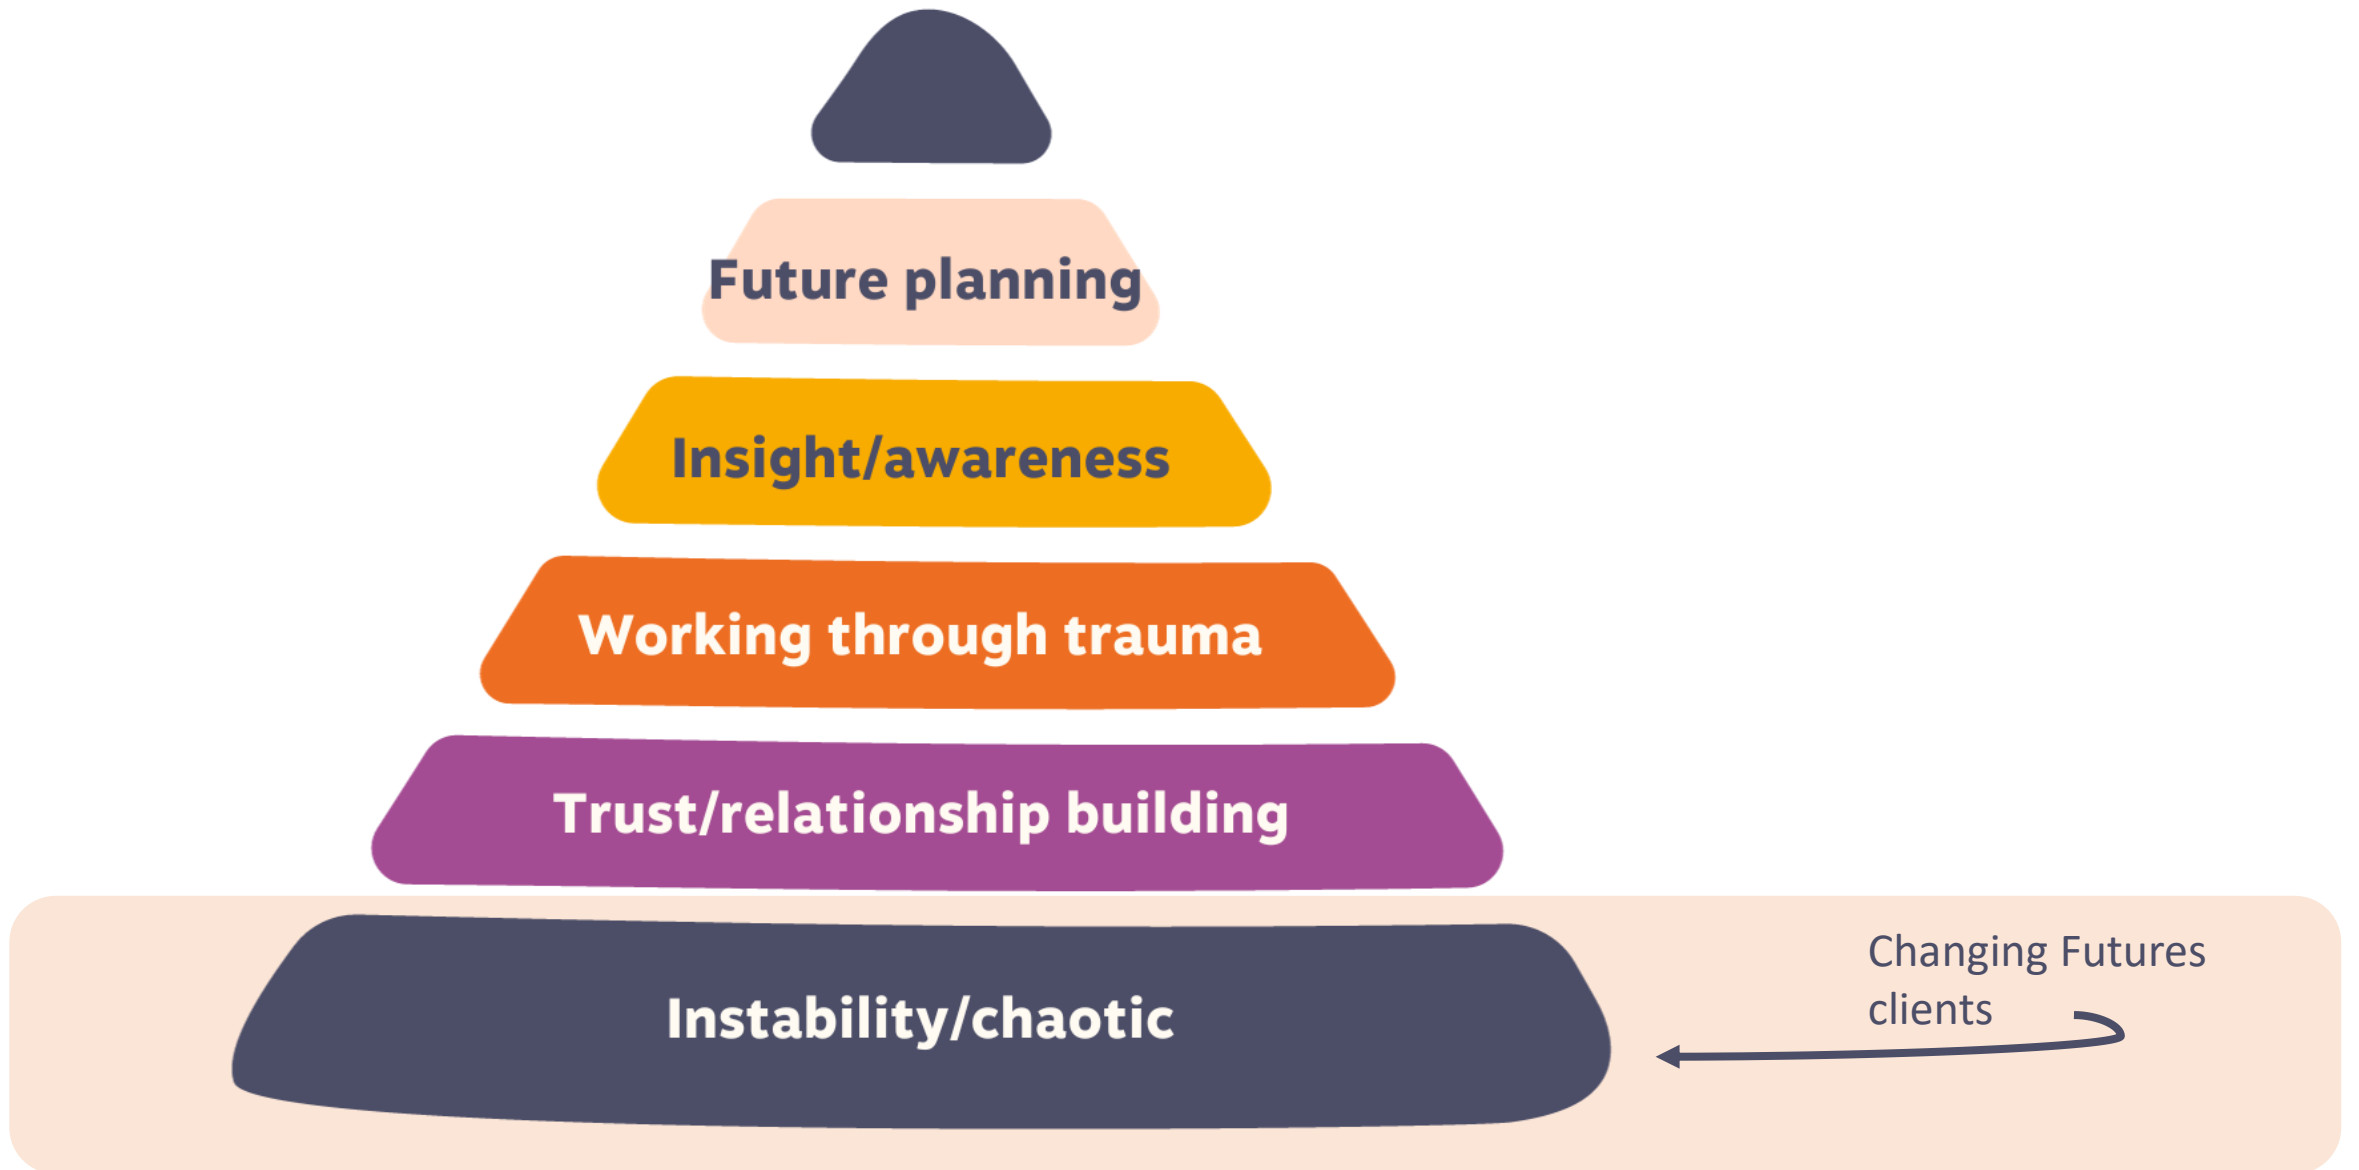 Future planning
Insight/awareness
Working through trauma
Trust/relationship building
Instability/chaotic
Changing Futures
clients